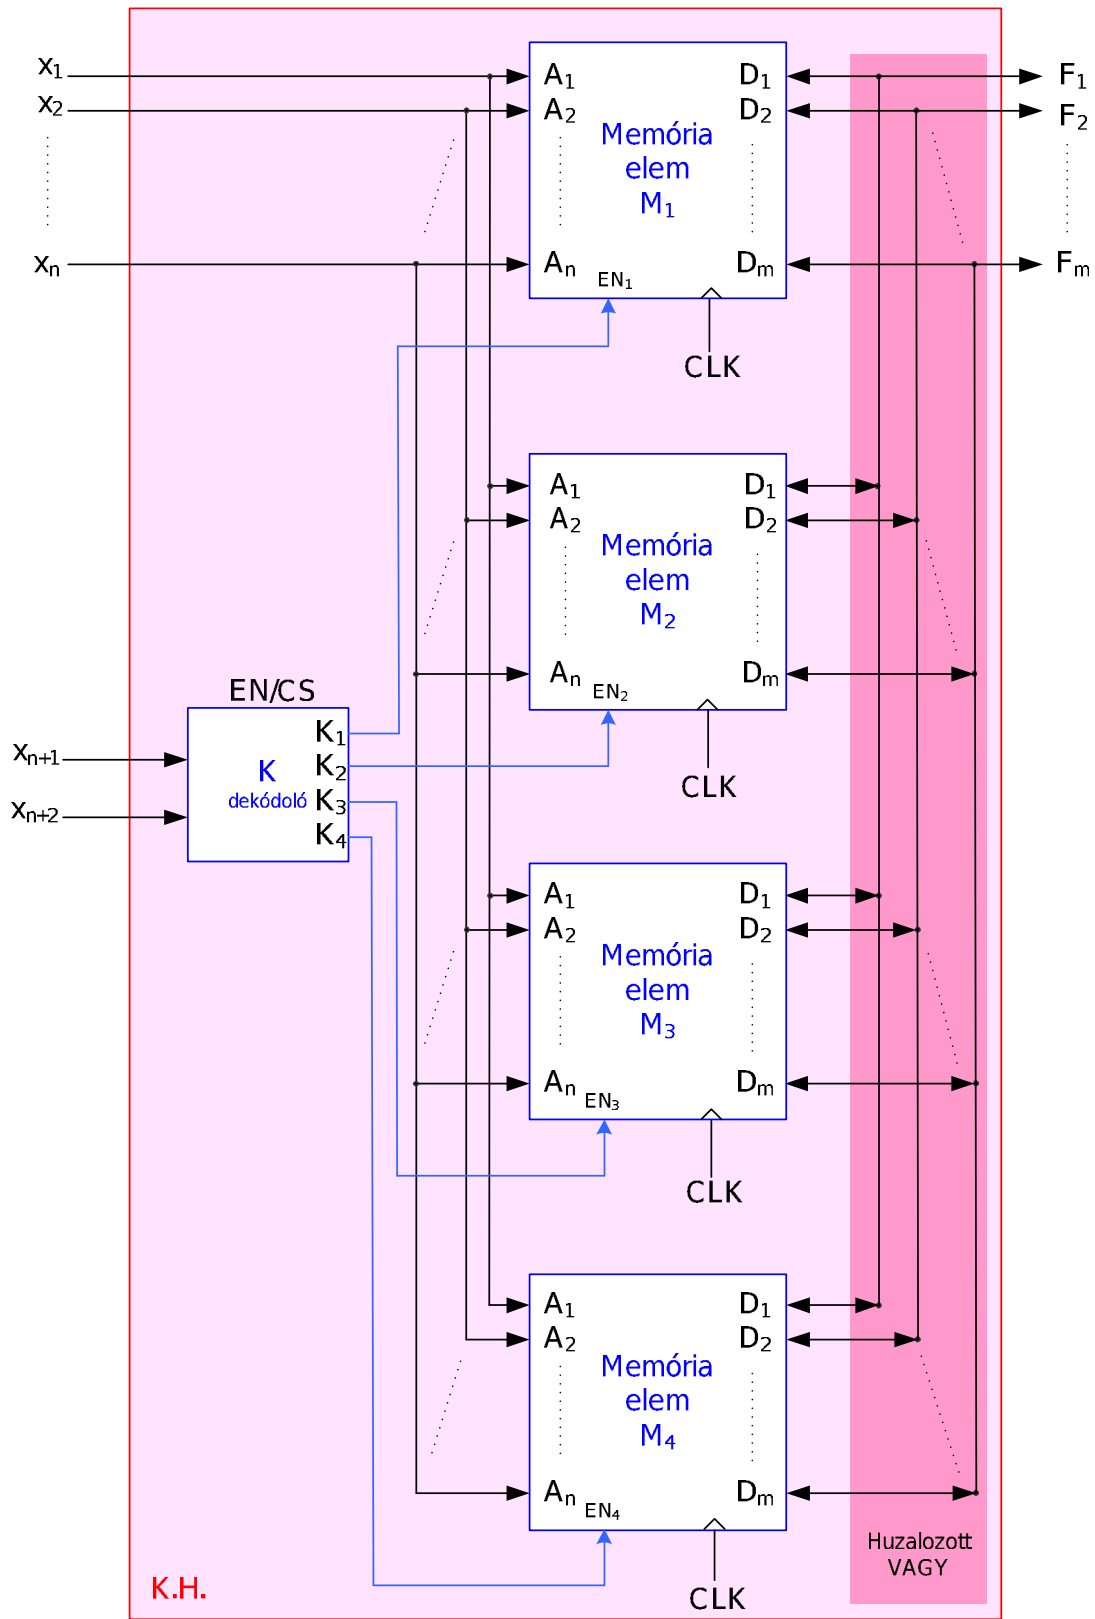 x₁
x₂
xₙ
A₁
A₂
Aₙ
Memória
elem
M₁
D₁
D₂
Dₘ
EN₁
CLK
F₁
F₂
Fₘ
A₁
A₂
Aₙ
Memória
elem
M₂
D₁
D₂
Dₘ
EN₂
CLK
EN/CS
xₙ₊₁
xₙ₊₂
K
dekódoló
K₁
K₂
K₃
K₄
A₁
A₂
Aₙ
Memória
elem
M₃
D₁
D₂
Dₘ
EN₃
CLK
A₁
A₂
Aₙ
Memória
elem
M₄
D₁
D₂
Dₘ
EN₄
CLK
Huzalozott
VAGY
K.H.